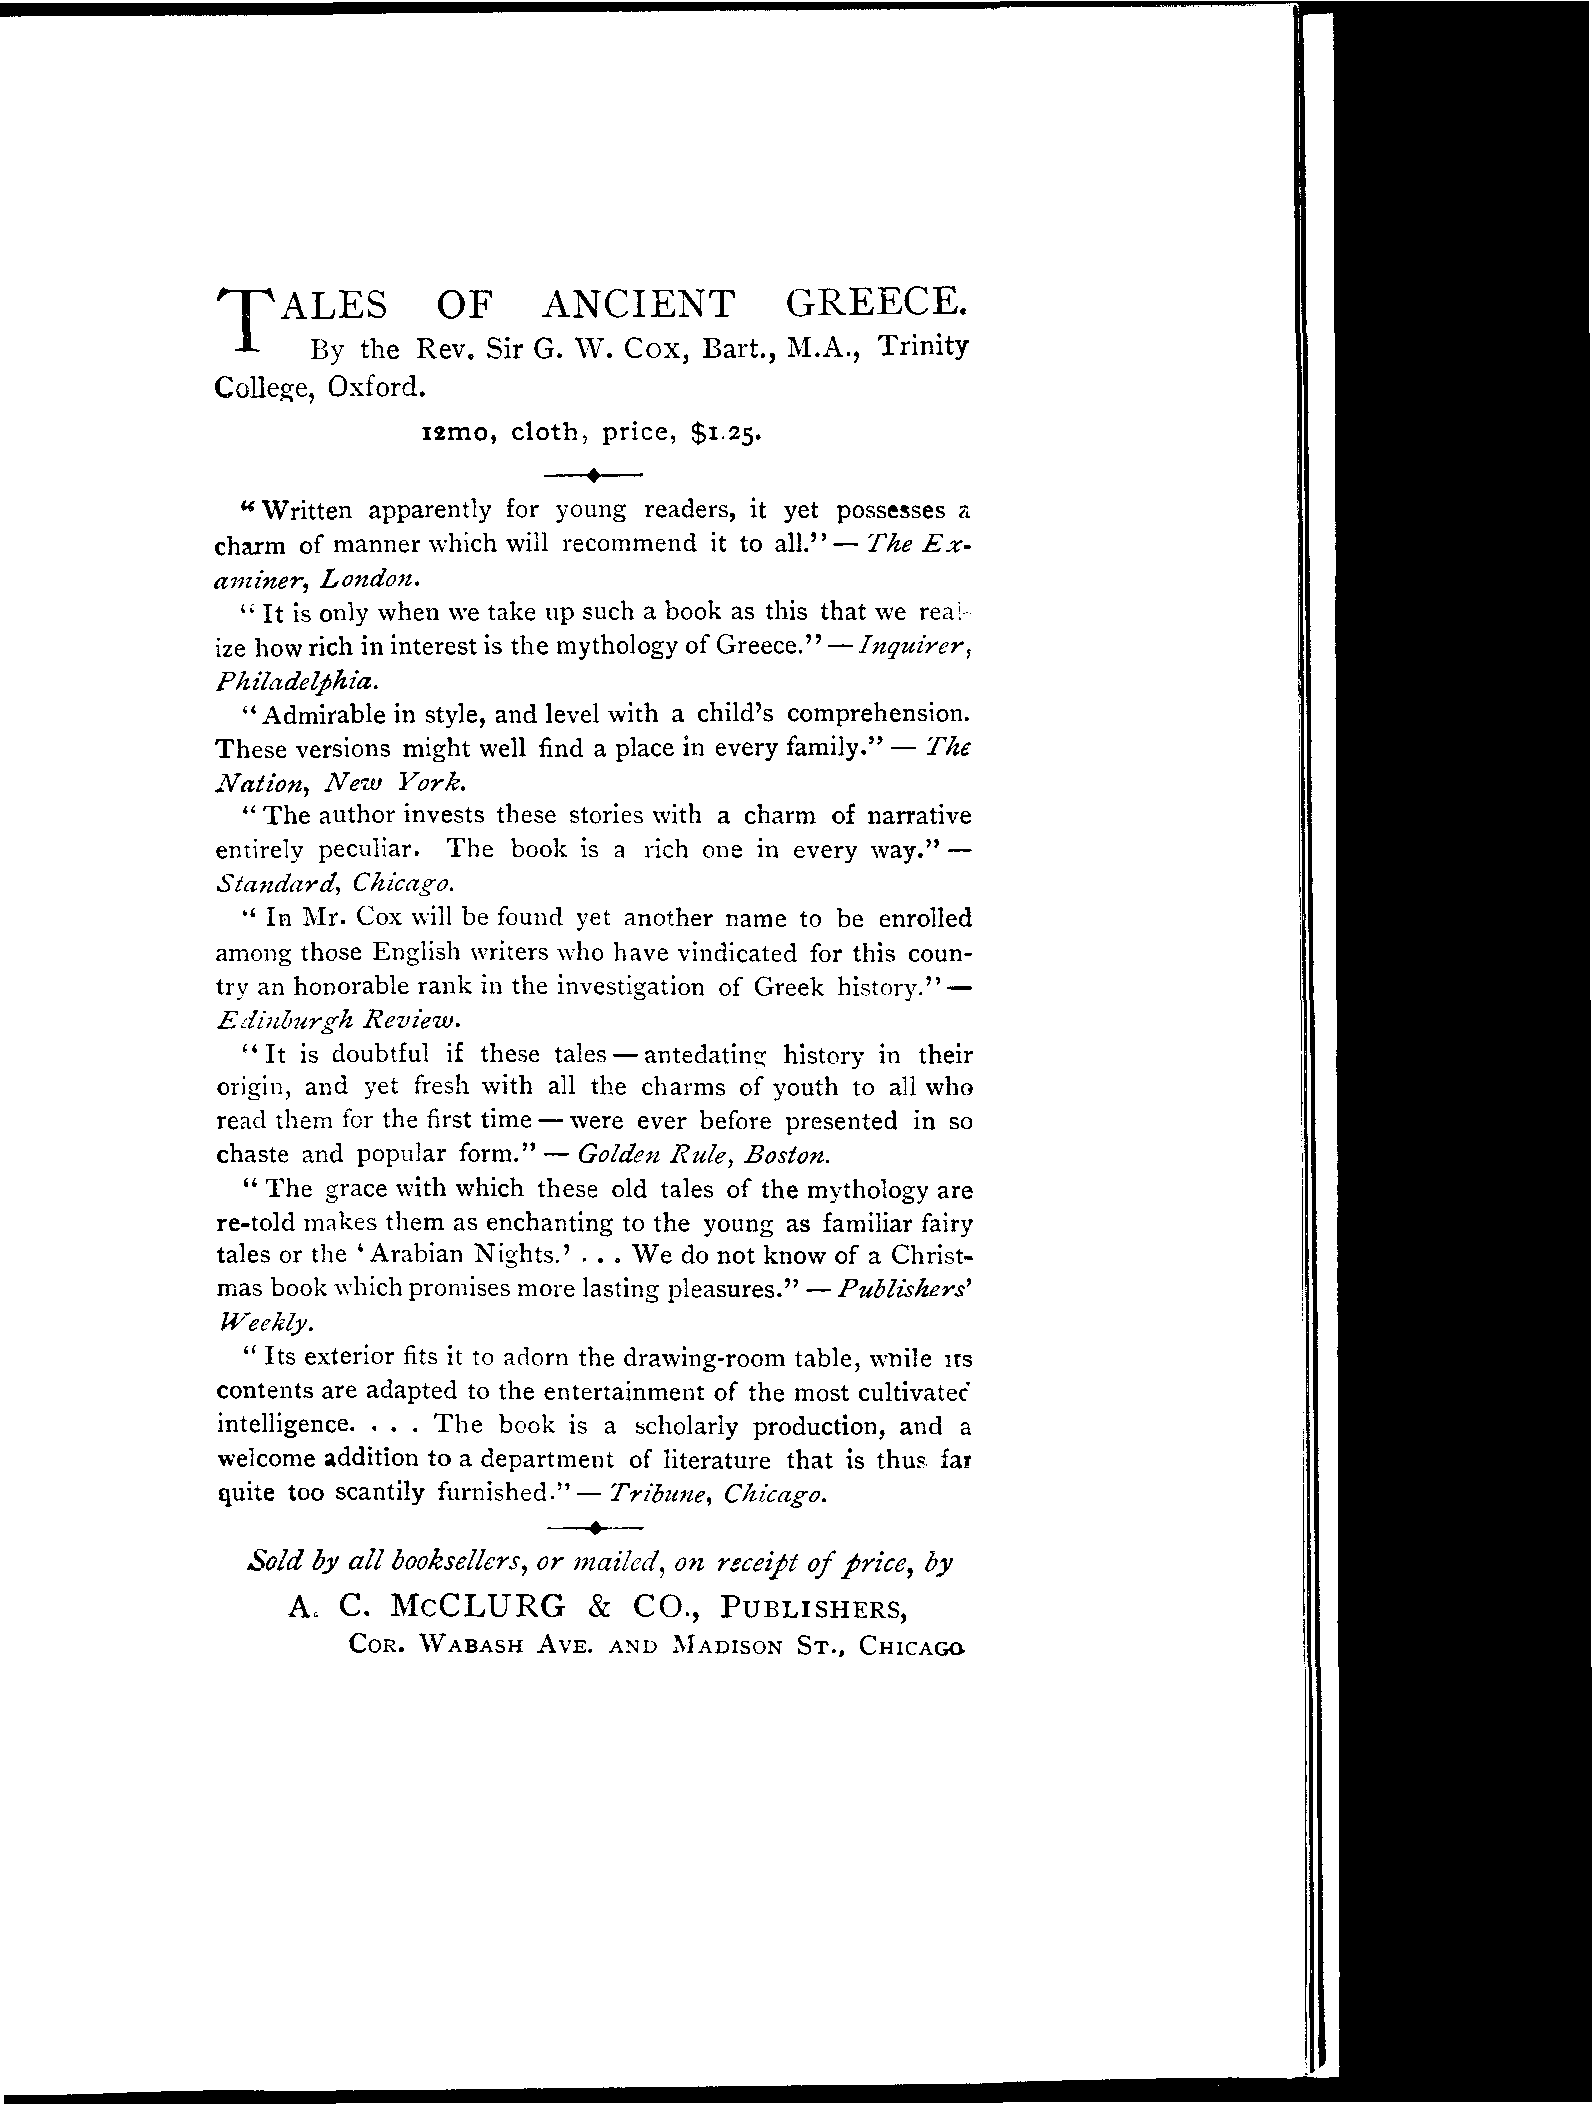 TALES OF ANCIENT GREECE.
By the Rev. Sir G. W. Cox, Bart., M.A., Trinity
College, Oxford.
12mo, cloth, price, $1.25.
“Written apparently for young readers, it yet possesses a
charm of manner which will recommend it to all.” — The Ex-
aminer, London.
“It is only when we take up such a book as this that we real-
ize how rich in interest is the mythology of Greece.” — Inquirer,
Philadelphia.
“Admirable in style, and level with a child’s comprehension.
These versions might well find a place in every family.” — The
Nation, New York.
“The author invests these stories with a charm of narrative
entirely peculiar. The book is a rich one in every way.” —
Standard, Chicago.
“In Mr. Cox will be found yet another name to be enrolled
among those English writers who have vindicated for this coun-
try an honorable rank in the investigation of Greek history.” —
Edinburgh Review.
“It is doubtful if these tales — antedating history in their
origin, and yet fresh with all the charms of youth to all who
read them for the first time — were ever before presented in so
chaste and popular form.” — Golden Rule, Boston.
“The grace with which these old tales of the mythology are
re-told makes them as enchanting to the young as familiar fairy
tales or the ‘Arabian Nights.’ . . . We do not know of a Christ-
mas book which promises more lasting pleasures.” — Publishers’
Weekly.
“Its exterior fits it to adorn the drawing-room table, while its
contents are adapted to the entertainment of the most cultivated
intelligence. . . . The book is a scholarly production, and a
welcome addition to a department of literature that is thus far
quite too scantily furnished.” — Tribune, Chicago.
Sold by all booksellers, or mailed, on receipt of price, by
A. C. McCLURG & CO., PUBLISHERS,
COR. WABASH AVE. AND MADISON ST., CHICAGO